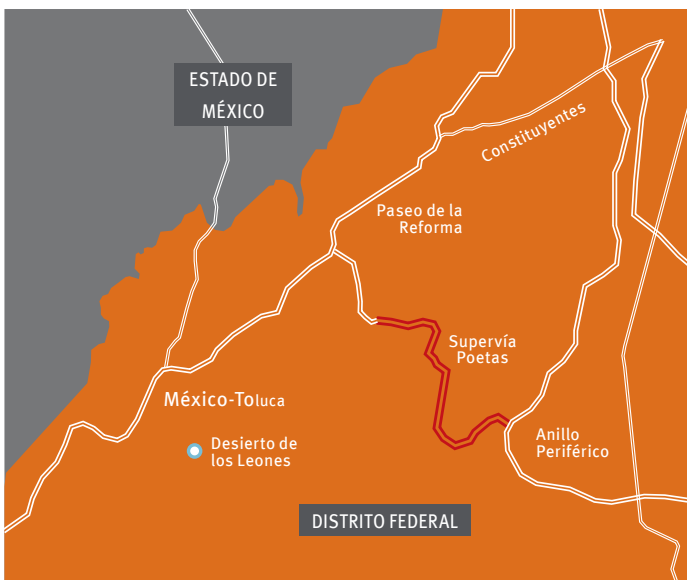 ESTADO DE
MÉXICO
Constituyentes
Paseo de la
Reforma
Supervía
Poetas
México-Toluca
Desierto de
los Leones
Anillo
Periférico
DISTRITO FEDERAL